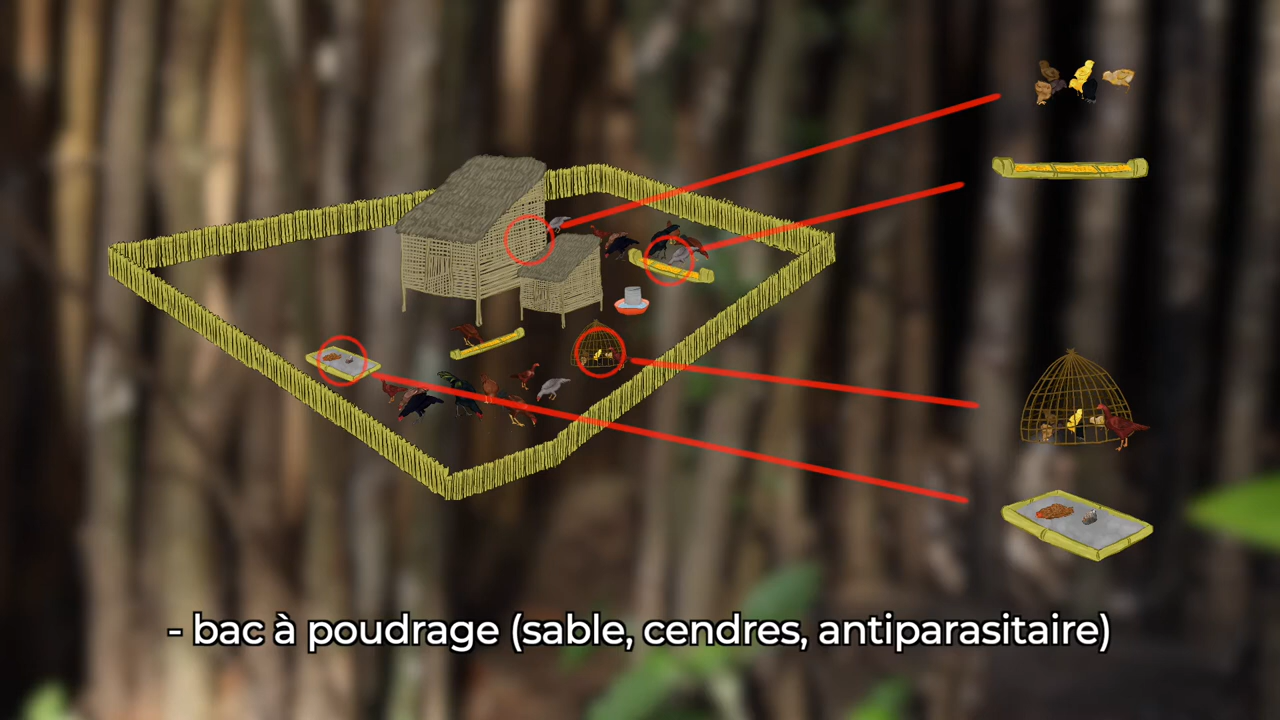 - bac à poudrage (sable, cendres, antiparasitaire)